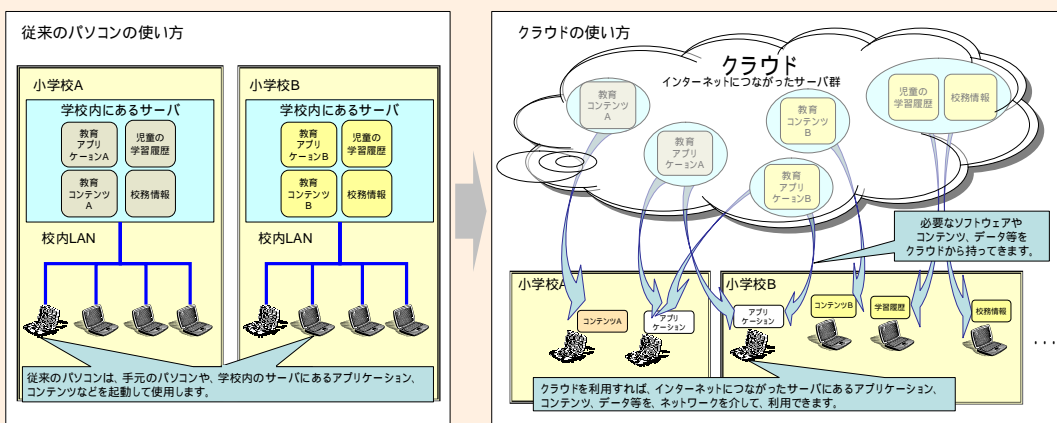 従来のパソコンの使い方
小学校A
学校内にあるサーバ
教育
アプリ
ケーションA
児童の
学習履歴
教育
コンテンツ
A
校務情報
校内LAN
小学校B
学校内にあるサーバ
教育
アプリ
ケーションB
児童の
学習履歴
教育
コンテンツ
B
校務情報
校内LAN
従来のパソコンは、手元のパソコンや、学校内のサーバにあるアプリケーション、
コンテンツなどを起動して使用します。
クラウドの使い方
クラウド
インターネットにつながったサーバ群
教育
コンテンツ
A
教育
アプリ
ケーションA
教育
コンテンツ
B
教育
アプリ
ケーションB
児童の
学習履歴
校務情報
必要なソフトウェアや
コンテンツ、データ等を
クラウドから持ってきます。
小学校A
コンテンツA
アプリ
ケーション
小学校B
アプリ
ケーション
コンテンツB
学習履歴
校務情報
...
クラウドを利用すれば、インターネットにつながったサーバにあるアプリケーション、
コンテンツ、データ等を、ネットワークを介して、利用できます。